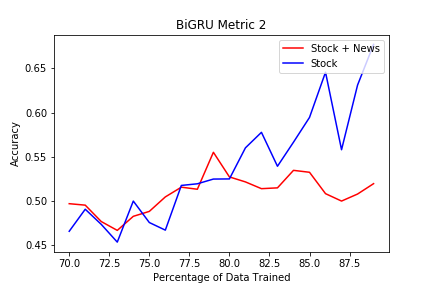 BiGRU Metric 2
Stock + News
Stock
Accuracy
0.65
0.60
0.55
0.50
0.45
70.0 72.5 75.0 77.5 80.0 82.5 85.0 87.5
Percentage of Data Trained